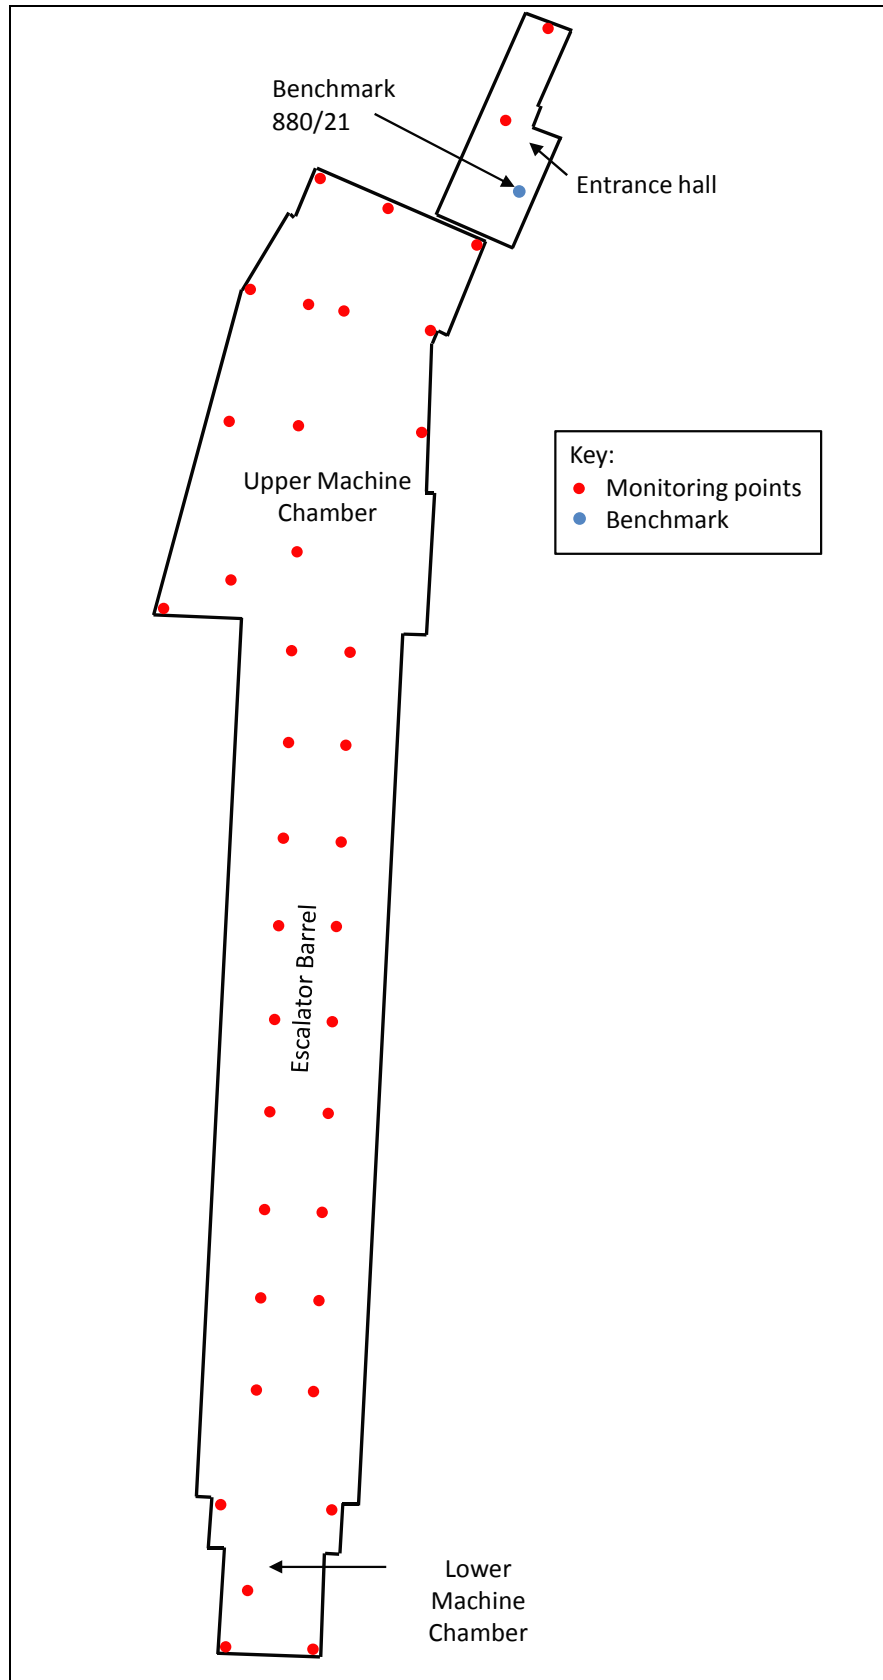 Benchmark
880/21
Entrance hall
Key:
Monitoring points
Benchmark
Upper Machine
Chamber
Escalator Barrel
Lower
Machine
Chamber